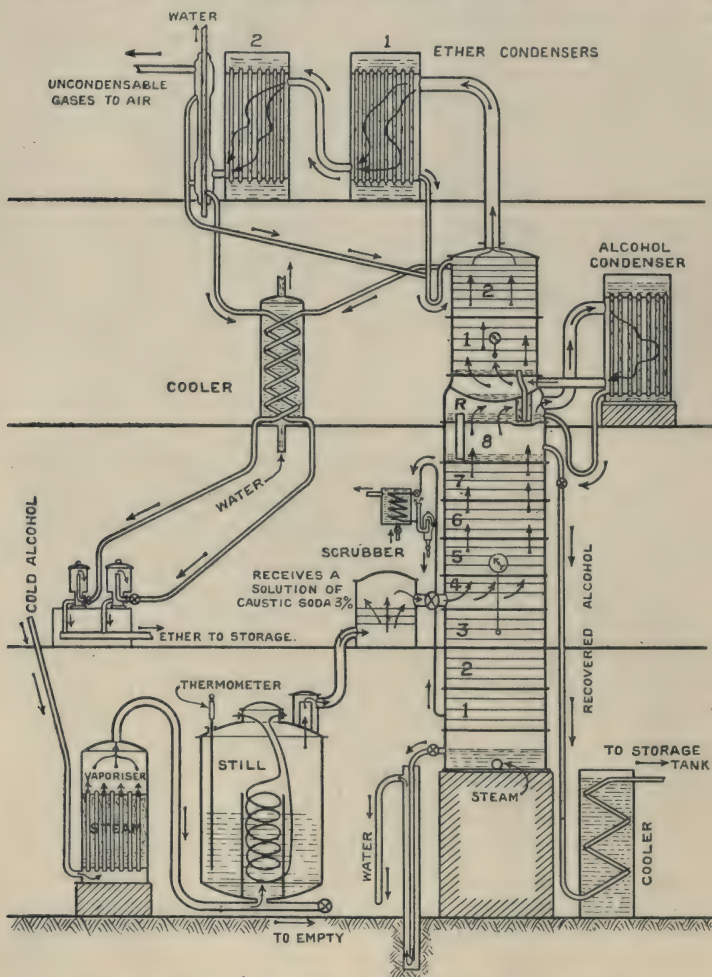 WATER
2
1
ETHER CONDENSERS
UNCONDENSABLE
GASES TO AIR
ALCOHOL
CONDENSER
2
1
COOLER
R
8
WATER
7
6
SCRUBBER
5
RECEIVES A
SOLUTION OF
CAUSTIC SODA 3%
4
COLD ALCOHOL
ETHER TO STORAGE.
3
RECOVERED ALCOHOL
2
THERMOMETER
1
STILL
TO STORAGE
TANK
VAPORISER
STEAM
STEAM
WATER
COOLER
TO EMPTY